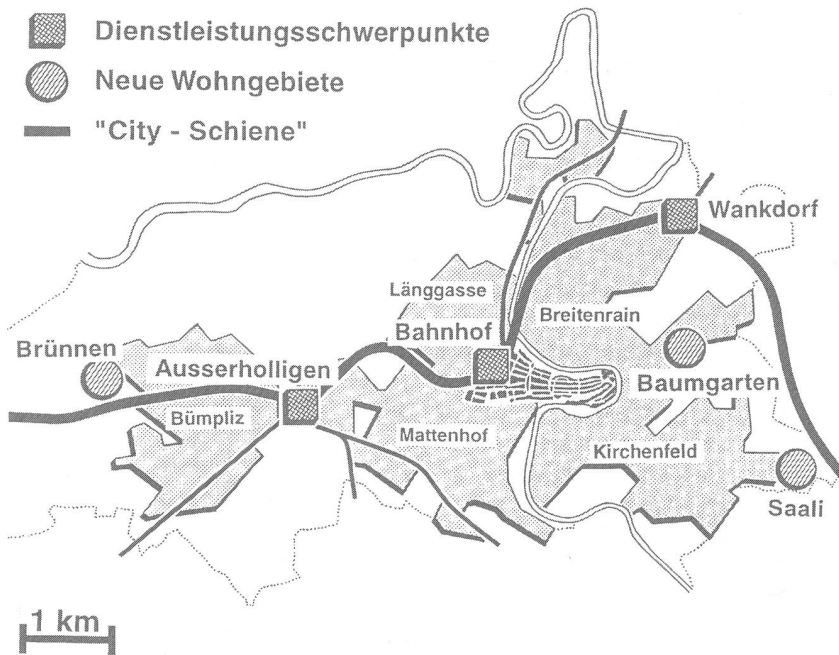 Dienstleistungsschwerpunkte
Neue Wohngebiete
"City - Schiene"
Wankdorf
Länggasse
Breitenrain
Bahnhof
Brünnen
Ausserholligen
Baumgarten
Bümpliz
Mattenhof
Kirchenfeld
Saali
1 km